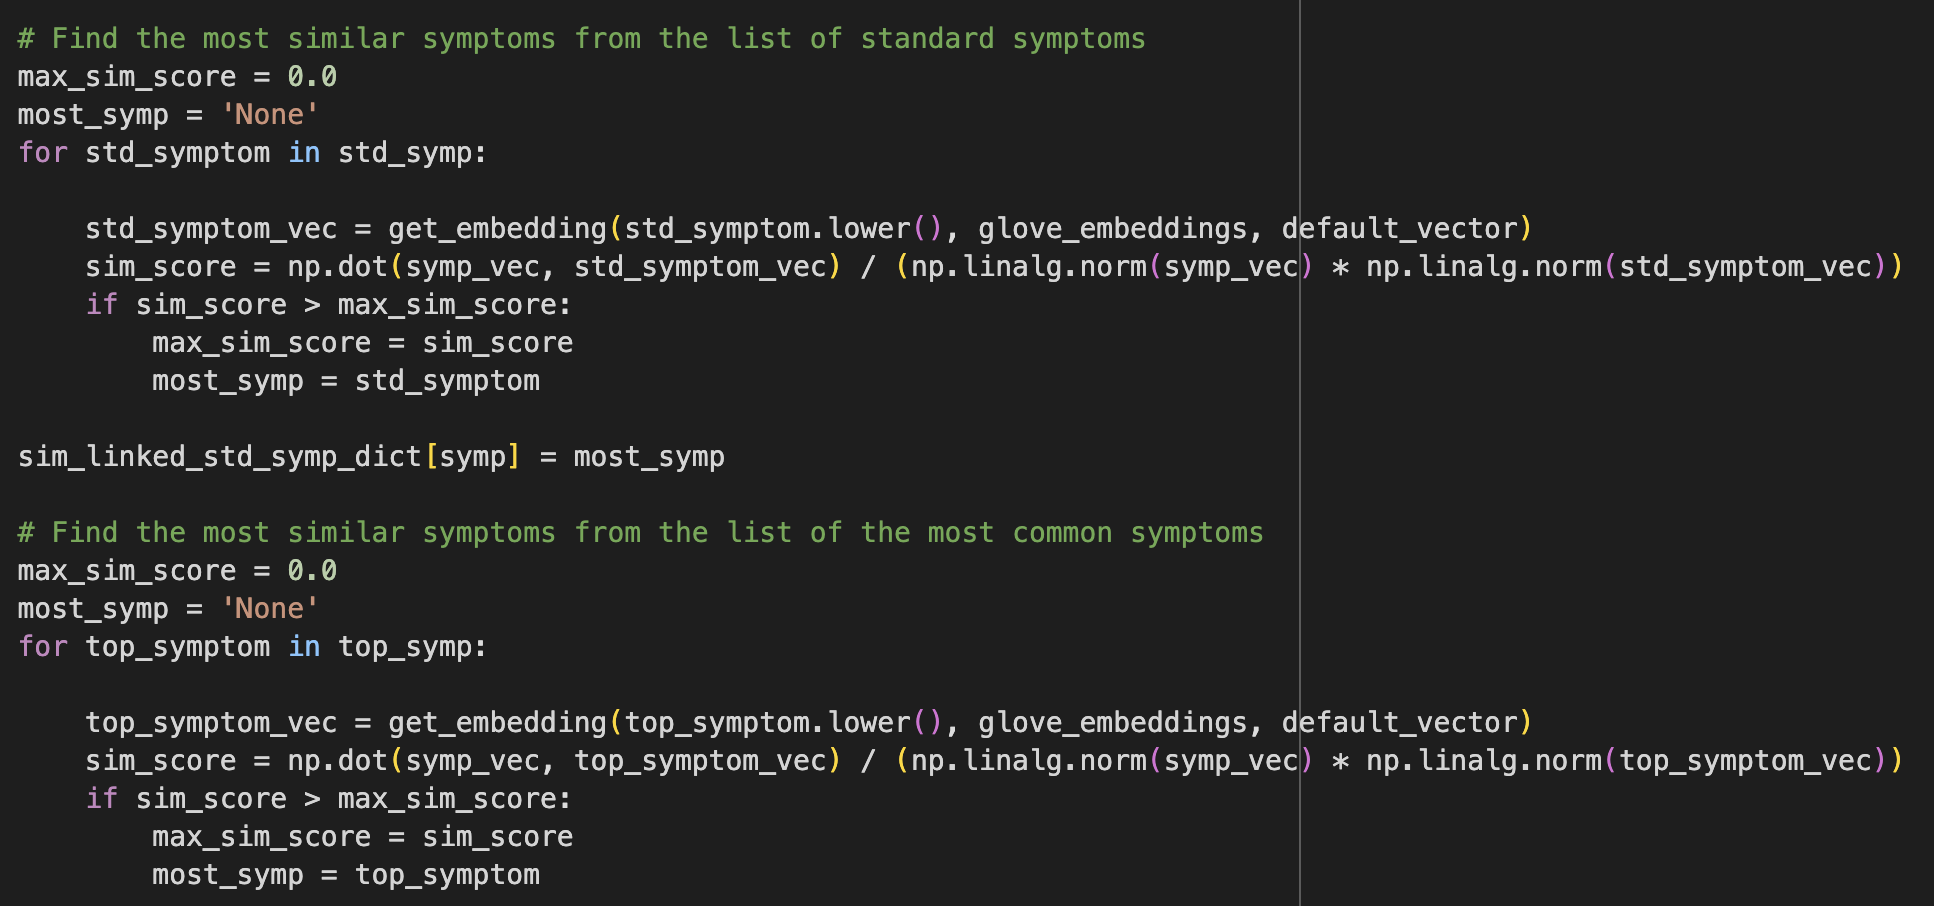 # Find the most similar symptoms from the list of standard symptoms
max_sim_score = 0.0
most_symp = 'None'
for std_symptom in std_symp:
    std_symptom_vec = get_embedding(std_symptom.lower(), glove_embeddings, default_vector)
    sim_score = np.dot(symp_vec, std_symptom_vec) / (np.linalg.norm(symp_vec) * np.linalg.norm(std_symptom_vec))
    if sim_score > max_sim_score:
        max_sim_score = sim_score
        most_symp = std_symptom
sim_linked_std_symp_dict[symp] = most_symp
# Find the most similar symptoms from the list of the most common symptoms
max_sim_score = 0.0
most_symp = 'None'
for top_symptom in top_symp:
    top_symptom_vec = get_embedding(top_symptom.lower(), glove_embeddings, default_vector)
    sim_score = np.dot(symp_vec, top_symptom_vec) / (np.linalg.norm(symp_vec) * np.linalg.norm(top_symptom_vec))
    if sim_score > max_sim_score:
        max_sim_score = sim_score
        most_symp = top_symptom